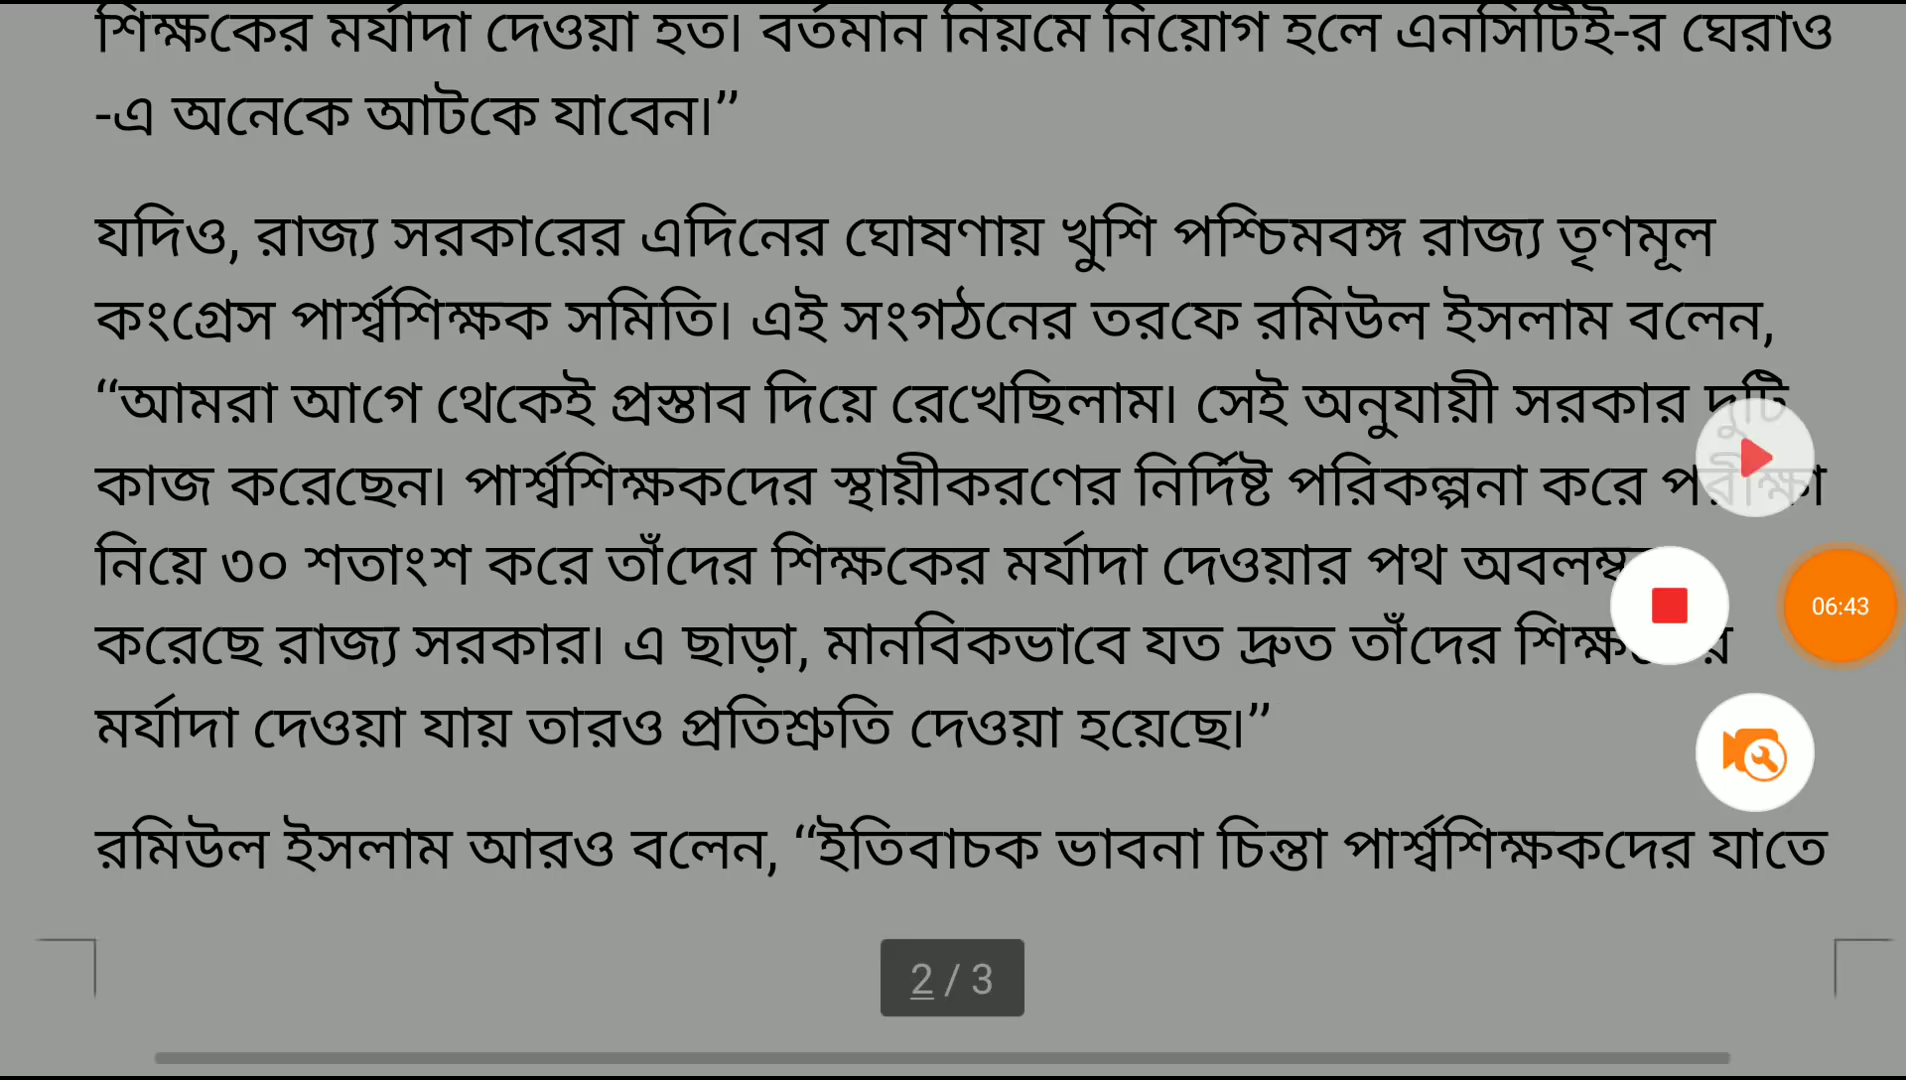 শিক্ষকের মর্যাদা দেওয়া হত। বর্তমান নিয়মে নিয়োগ হলে এনসিটিই-র ঘেরাও
-এ অনেকে আটকে যাবেন।’’
যদিও, রাজ্য সরকারের এদিনের ঘোষণায় খুশি পশ্চিমবঙ্গ রাজ্য তৃণমূল
কংগ্রেস পার্শ্বশিক্ষক সমিতি। এই সংগঠনের তরফে রমিউল ইসলাম বলেন,
‘‘আমরা আগে থেকেই প্রস্তাব দিয়ে রেখেছিলাম। সেই অনুযায়ী সরকার দুটি
কাজ করেছেন। পার্শ্বশিক্ষকদের স্থায়ীকরণের নির্দিষ্ট পরিকল্পনা করে পরীক্ষা
নিয়ে ৩০ শতাংশ করে তাঁদের শিক্ষকের মর্যাদা দেওয়ার পথ
করেছে রাজ্য সরকার। এ ছাড়া, মানবিকভাবে যত দ্রুত তাঁদের
মর্যাদা দেওয়া যায় তারও প্রতিশ্রুতি দেওয়া হয়েছে।’’
রমিউল ইসলাম আরও বলেন, ‘‘ইতিবাচক ভাবনা চিন্তা পার্শ্বশিক্ষকদের যাতে
06:43
2 / 3